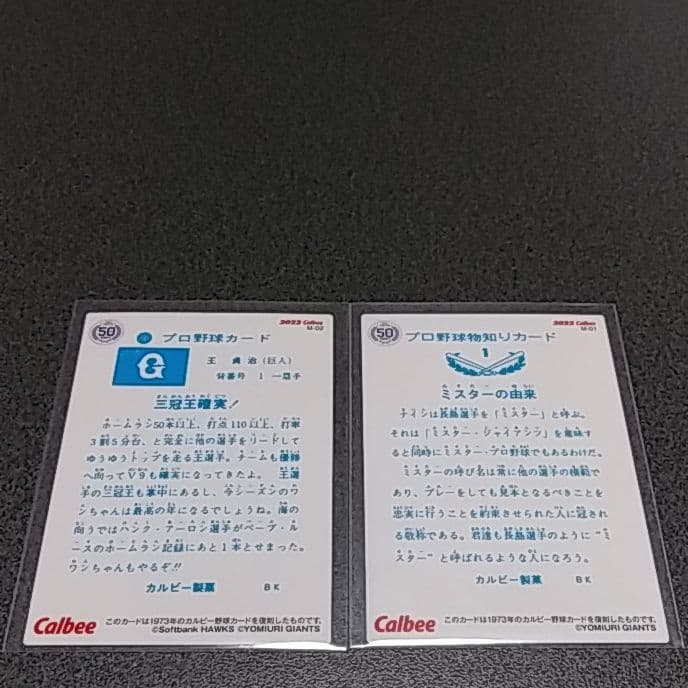 50
2022 Calbee
M-02
プロ野球カード
G
王 貞治 (巨人)
背番号 1 一塁手
さんかんおうかくじつ
三冠王確実!
ホームラン50本以上、打点110以上、打率
3割5分台、と完全に他の選手をリードして
ゆうゆうトップを走る王選手。チームも優勝
へ向ってV9も確実になってきたよ。 王選
手の三冠王も掌中にあるし、今シーズンのワ
ンちゃんは最高の年になるでしょうね。海の
向うではハンク・アーロン選手がベーブ・ル
ースのホームラン記録にあと1本とせまった。
ワンちゃんもやるぞ!!
カルビー製菓 BK
Calbee
このカードは1973年のカルビー野球カードを復刻したものです。
©Softbank HAWKS ©YOMIURI GIANTS
50
2022 Calbee
M-01
プロ野球物知りカード
1
ミスターの由来
ナインは長島選手を「ミスター」と呼ぶ。
それは「ミスター・ジャイアンツ」を意味す
ると同時にミスター・プロ野球でもあるわけだ。
ミスターの呼び名は常に他の選手の模範で
あり、プレーをしても見本となるべきことを
忠実に行うことを約束させられた人に冠され
る敬称である。君達も長島選手のように“ミ
スター”と呼ばれるような人になろう。
カルビー製菓 BK
Calbee
このカードは1973年のカルビー野球カードを復刻したものです。
©YOMIURI GIANTS